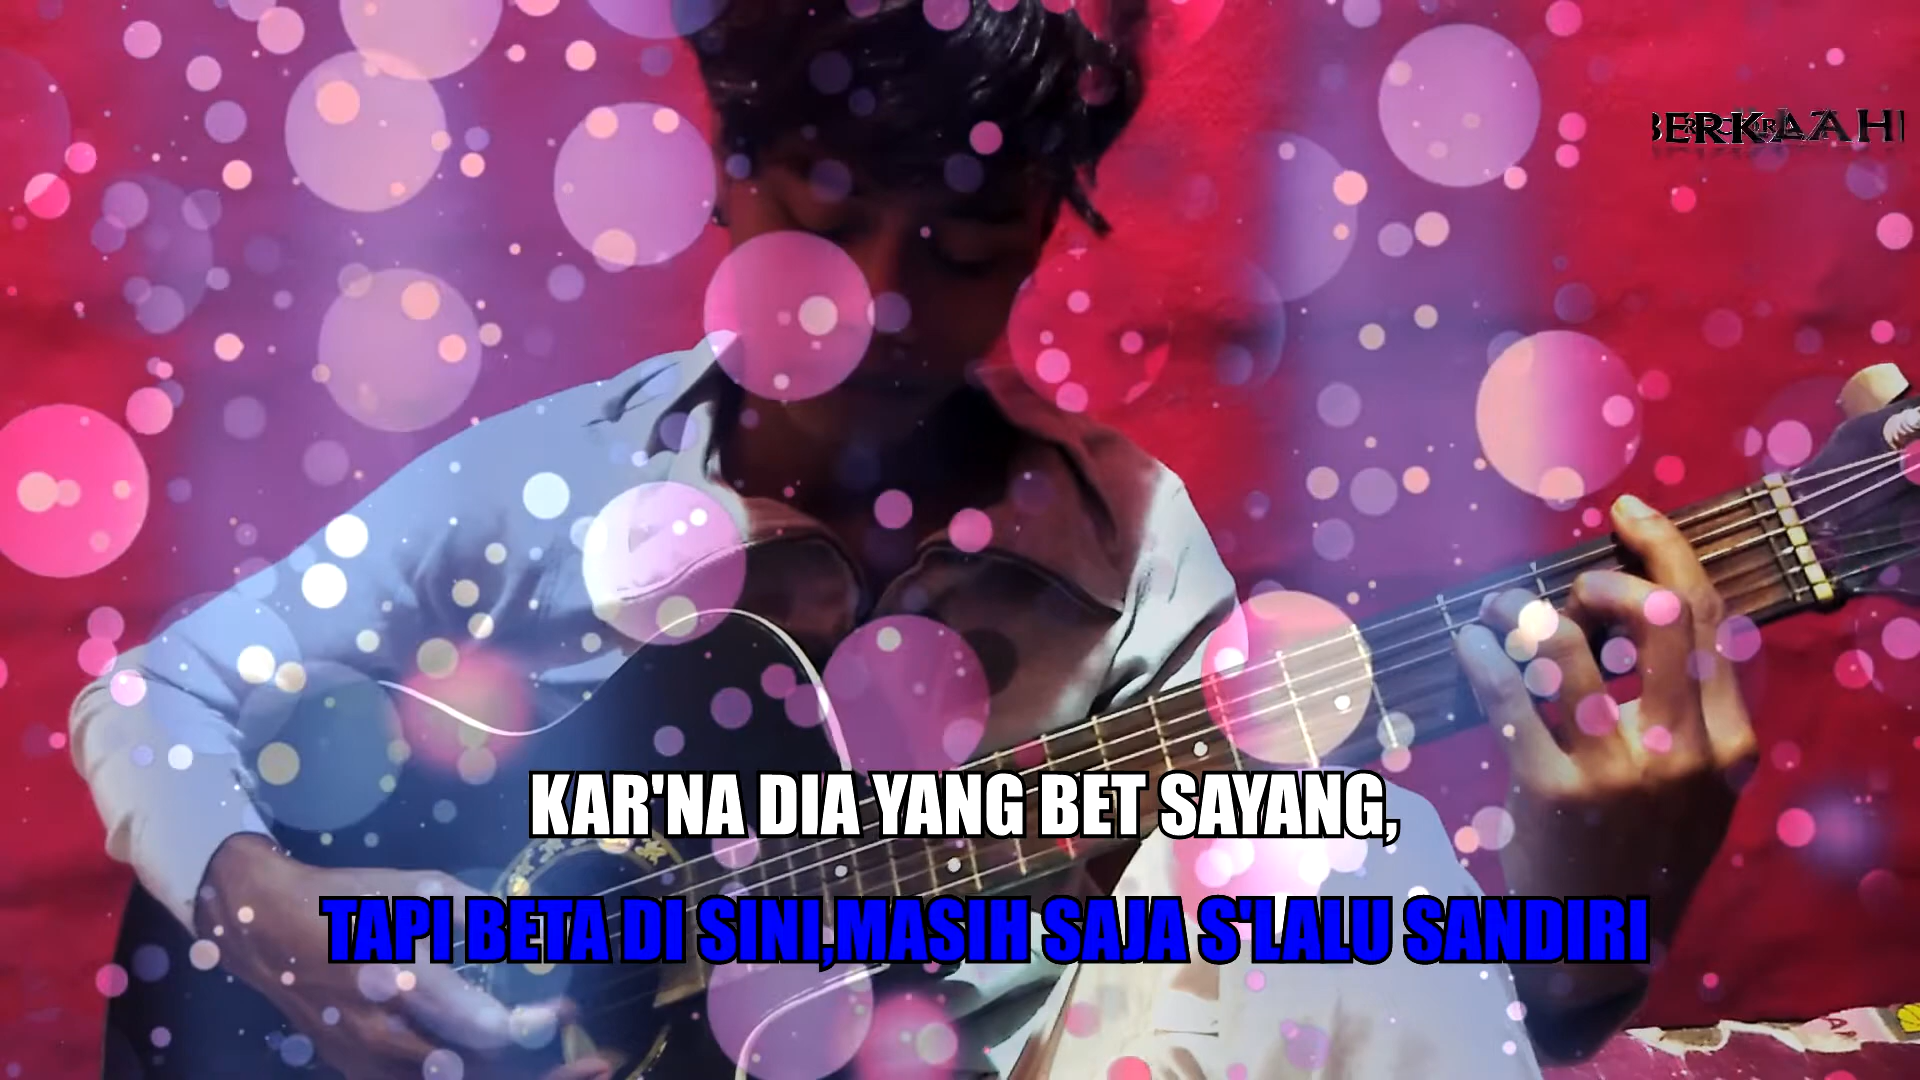 KAR'NA DIA YANG BET SAYANG,
TAPI BETA DI SINI,MASIH SAJA S'LALU SANDIRI